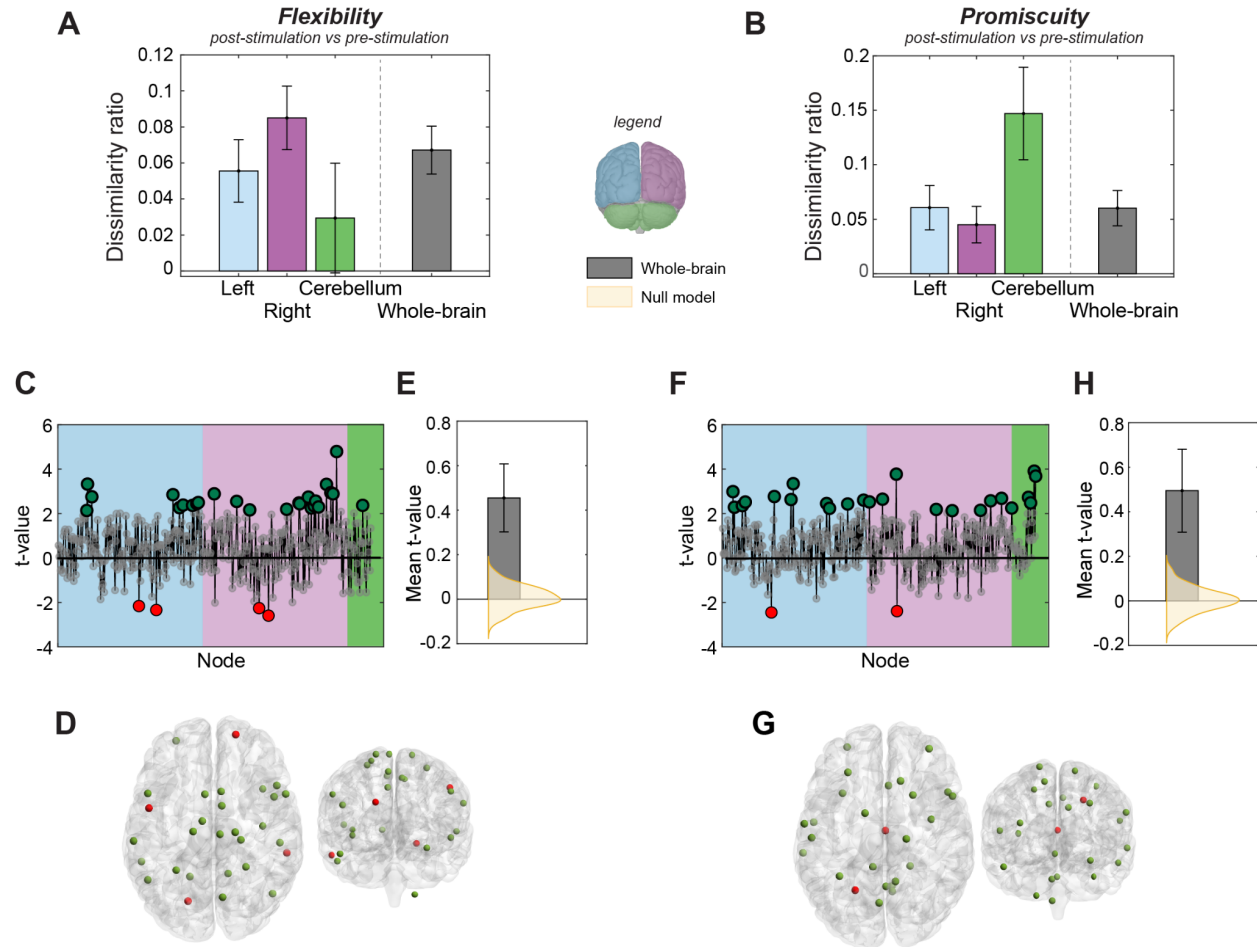 A
Flexibility
post-stimulation vs pre-stimulation
Dissimilarity ratio
0.12
0.1
0.08
0.06
0.04
0.02
0
Left
Right
Cerebellum
Whole-brain
legend
Whole-brain
Null model
B
Promiscuity
post-stimulation vs pre-stimulation
Dissimilarity ratio
0.2
0.15
0.1
0.05
0
Left
Right
Cerebellum
Whole-brain
C
t-value
6
4
2
0
-2
-4
Node
E
Mean t-value
0.8
0.6
0.4
0.2
0
-0.2
F
t-value
6
4
2
0
-2
-4
Node
H
Mean t-value
0.8
0.6
0.4
0.2
0
-0.2
D
G